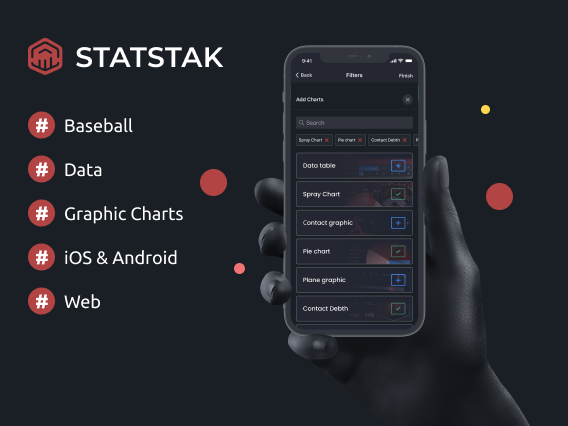 STATSTAK
# Baseball
# Data
# Graphic Charts
# iOS & Android
# Web
9:41
Back Filters Finish
Add Charts
Search
Spray Chart Pie chart Contact Debth P
Data table
Spray Chart
Contact graphic
Pie chart
Plane graphic
Contact Debth